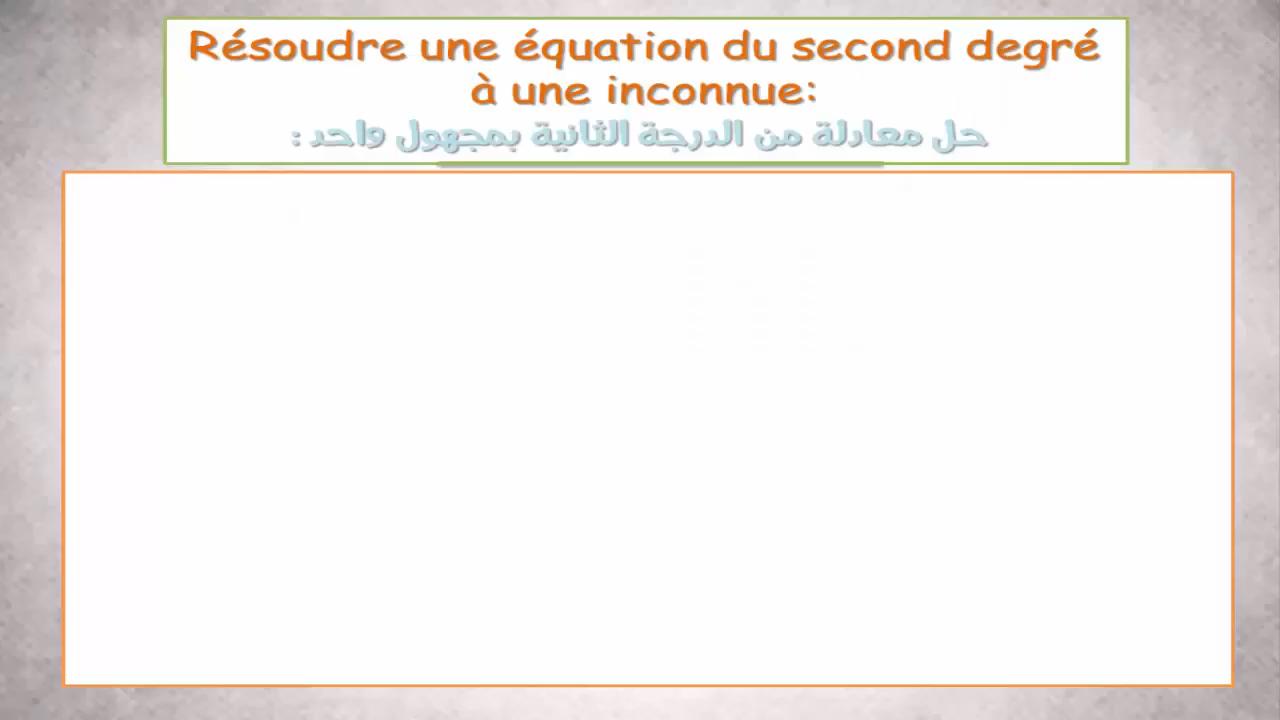 Résoudre une équation du second degré
à une inconnue:
حل معادلة من الدرجة الثانية بمجهول واحد :